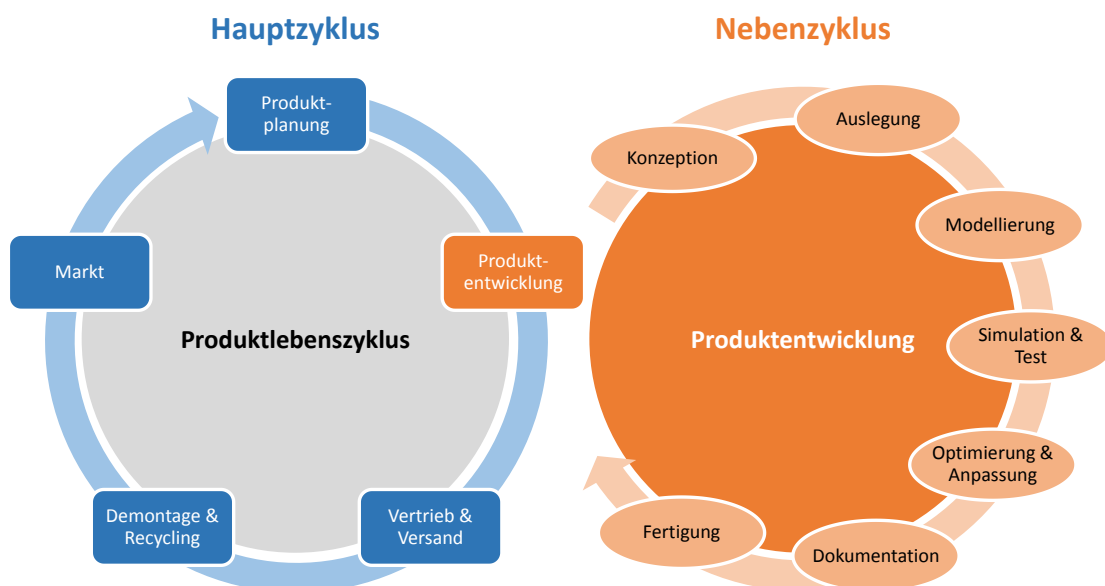 Hauptzyklus
Produkt-
planung
Produkt-
entwicklung
Vertrieb &
Versand
Demontage &
Recycling
Markt
Produktlebenszyklus
Nebenzyklus
Konzeption
Auslegung
Modellierung
Simulation &
Test
Optimierung &
Anpassung
Dokumentation
Fertigung
Produktentwicklung